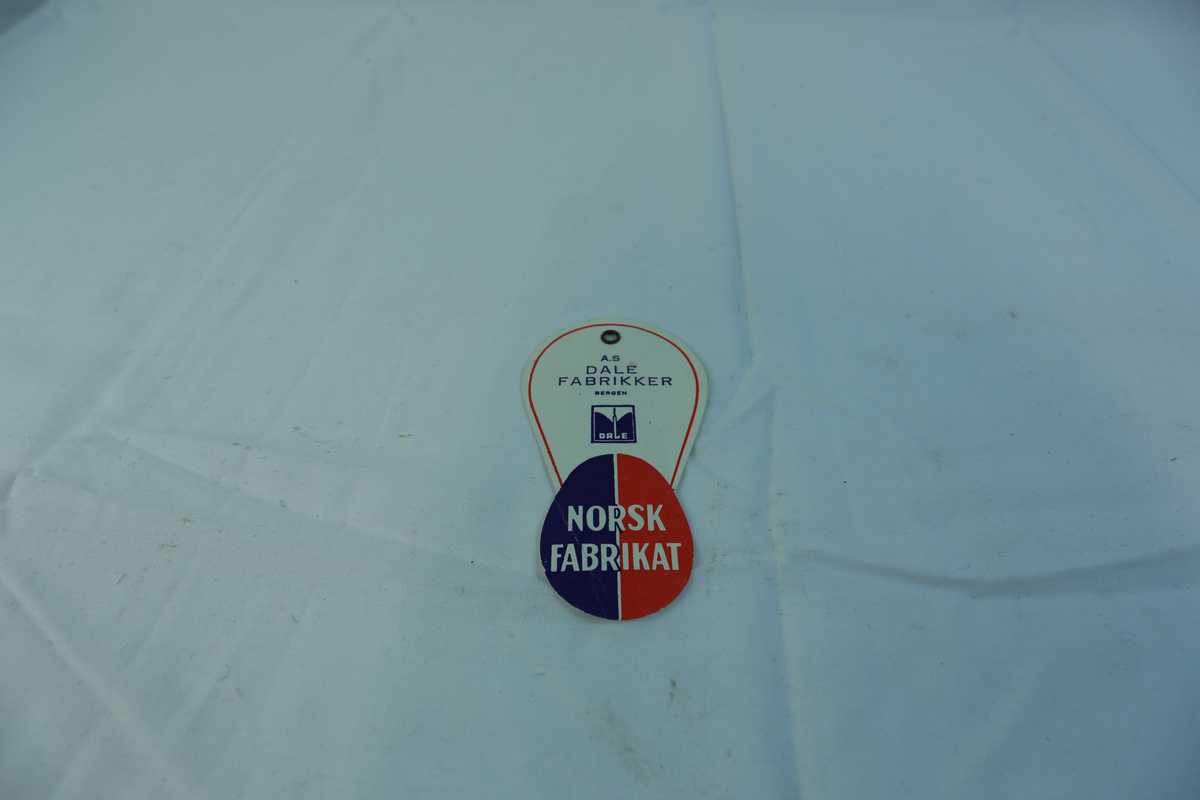 A.S
DALE
FABRIKKER
BERGEN
DALE
NORSK
FABRIKAT